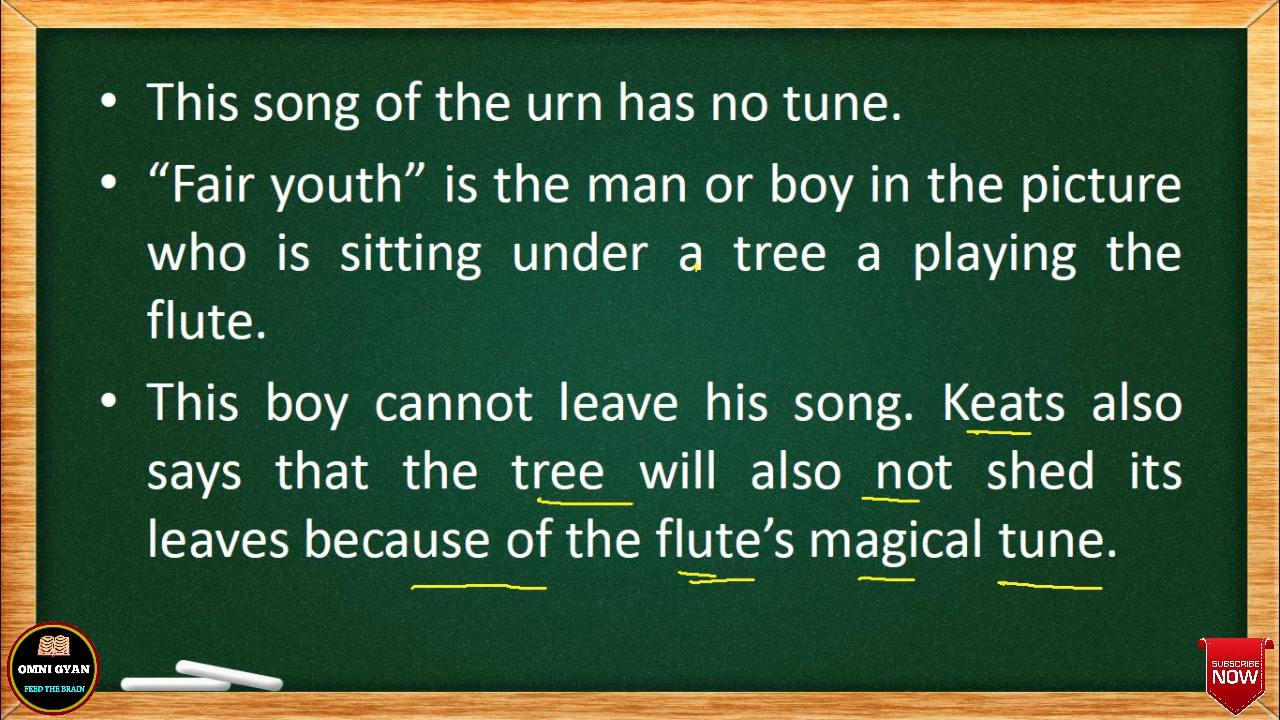 • This song of the urn has no tune.
• “Fair youth” is the man or boy in the picture
who is sitting under a tree a playing the
flute.
• This boy cannot leave his song. Keats also
says that the tree will also not shed its
leaves because of the flute’s magical tune.
OMNI GYAN
FEED THE BRAIN
SUBSCRIBE
NOW